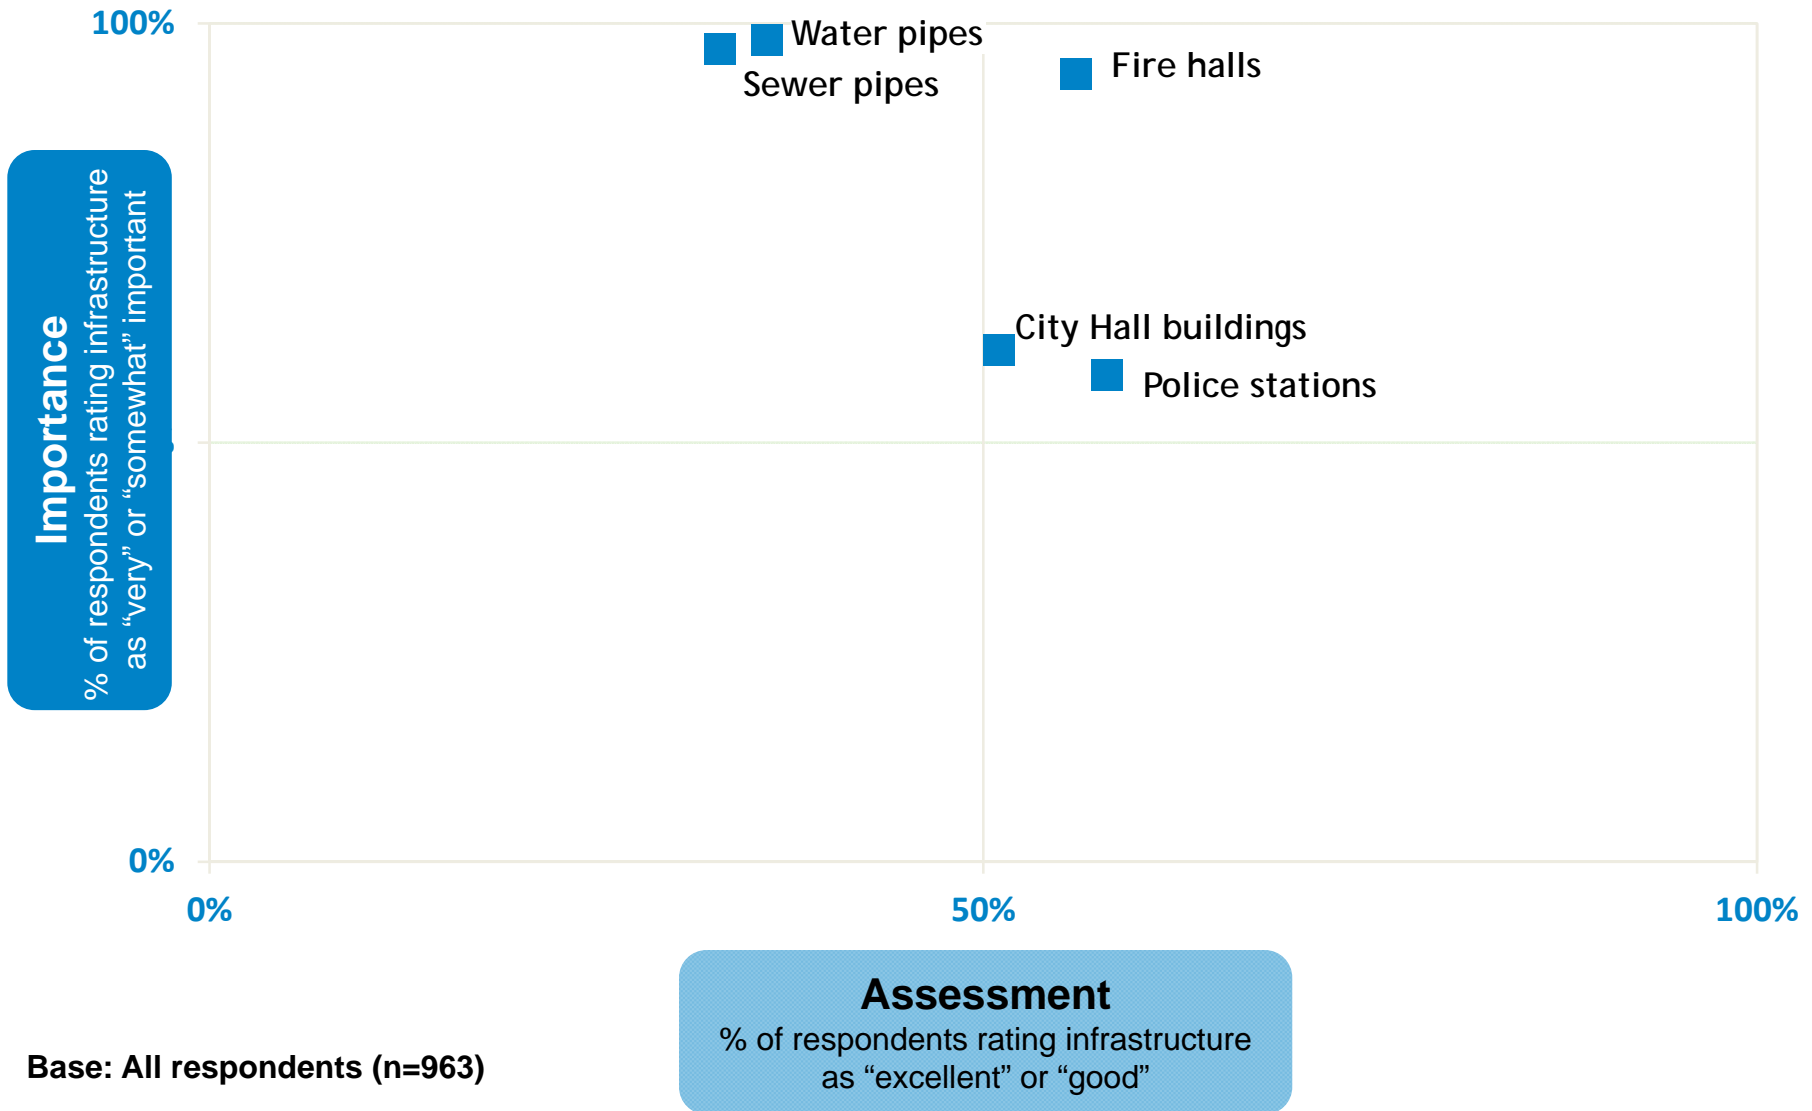 100%
Water pipes
Sewer pipes
Fire halls
Importance
% of respondents rating infrastructure
as “very” or “somewhat” important
City Hall buildings
Police stations
0%
0%
50%
100%
Assessment
% of respondents rating infrastructure
as “excellent” or “good”
Base: All respondents (n=963)